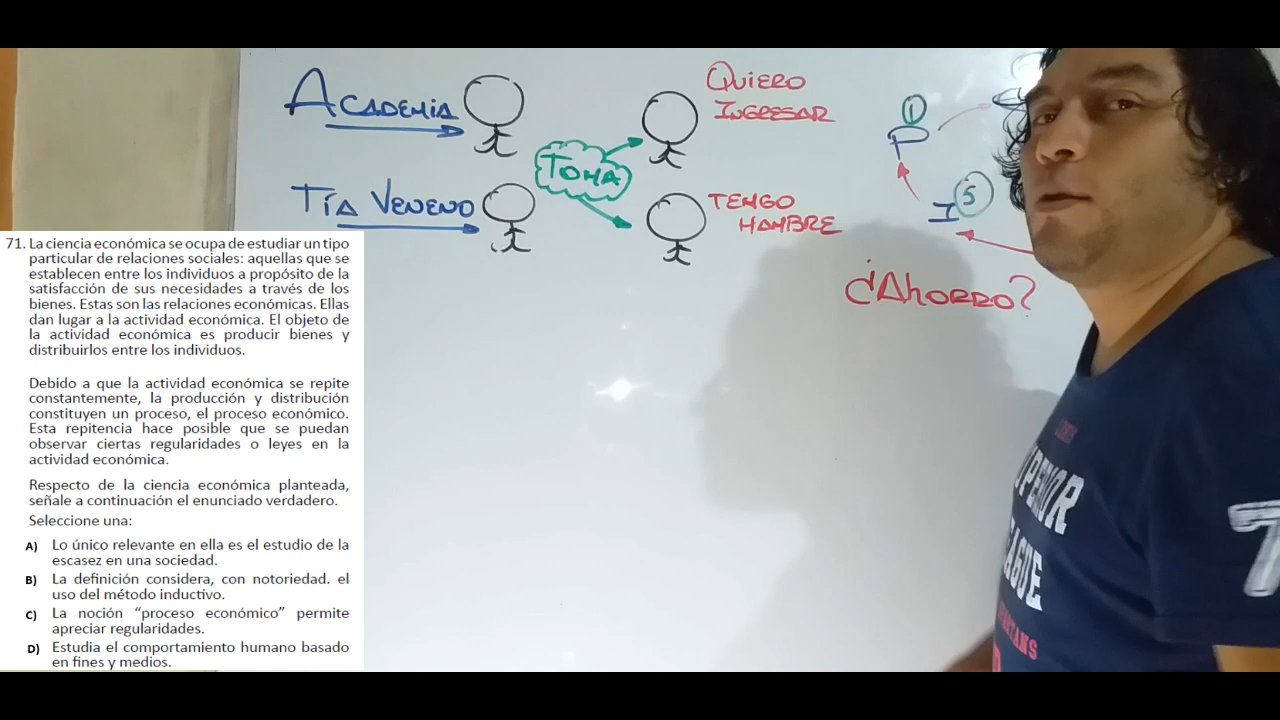 ACADEMIA
QUIERO
INGRESAR
1
TOMA
TÍA VENENO
TENGO
HAMBRE
5
I
¿AHORRO?
71. La ciencia económica se ocupa de estudiar un tipo
particular de relaciones sociales: aquellas que se
establecen entre los individuos a propósito de la
satisfacción de sus necesidades a través de los
bienes. Estas son las relaciones económicas. Ellas
dan lugar a la actividad económica. El objeto de
la actividad económica es producir bienes y
distribuirlos entre los individuos.
Debido a que la actividad económica se repite
constantemente, la producción y distribución
constituyen un proceso, el proceso económico.
Esta repitencia hace posible que se puedan
observar ciertas regularidades o leyes en la
actividad económica.
Respecto de la ciencia económica planteada,
señale a continuación el enunciado verdadero.
Seleccione una:
A) Lo único relevante en ella es el estudio de la
escasez en una sociedad.
B) La definición considera, con notoriedad. el
uso del método inductivo.
C) La noción “proceso económico” permite
apreciar regularidades.
D) Estudia el comportamiento humano basado
en fines y medios.